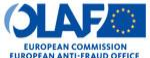 OLAF
EUROPEAN COMMISSION
EUROPEAN ANTI-FRAUD OFFICE